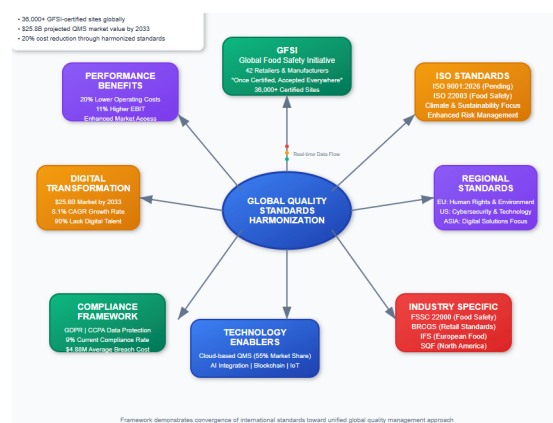 • 36,000+ GFSI-certified sites globally
• $25.8B projected QMS market value by 2033
• 20% cost reduction through harmonized standards
GFSI
Global Food Safety Initiative
42 Retailers & Manufacturers
"Once Certified, Accepted Everywhere"
36,000+ Certified Sites
PERFORMANCE
BENEFITS
20% Lower Operating Costs
11% Higher EBIT
Enhanced Market Access
ISO STANDARDS
ISO 9001:2026 (Pending)
ISO 22003 (Food Safety)
Climate & Sustainability Focus
Enhanced Risk Management
Real-time Data Flow
DIGITAL
TRANSFORMATION
$25.8B Market by 2033
8.1% CAGR Growth Rate
90% Lack Digital Talent
GLOBAL QUALITY
STANDARDS
HARMONIZATION
REGIONAL
STANDARDS
EU: Human Rights & Environment
US: Cybersecurity & Technology
ASIA: Digital Solutions Focus
COMPLIANCE
FRAMEWORK
GDPR | CCPA Data Protection
9% Current Compliance Rate
$4.88M Average Breach Cost
TECHNOLOGY
ENABLERS
Cloud-based QMS (55% Market Share)
AI Integration | Blockchain | IoT
INDUSTRY SPECIFIC
FSSC 22000 (Food Safety)
BRCGS (Retail Standards)
IFS (European Food)
SQF (North America)
Framework demonstrates convergence of international standards toward unified global quality management approach